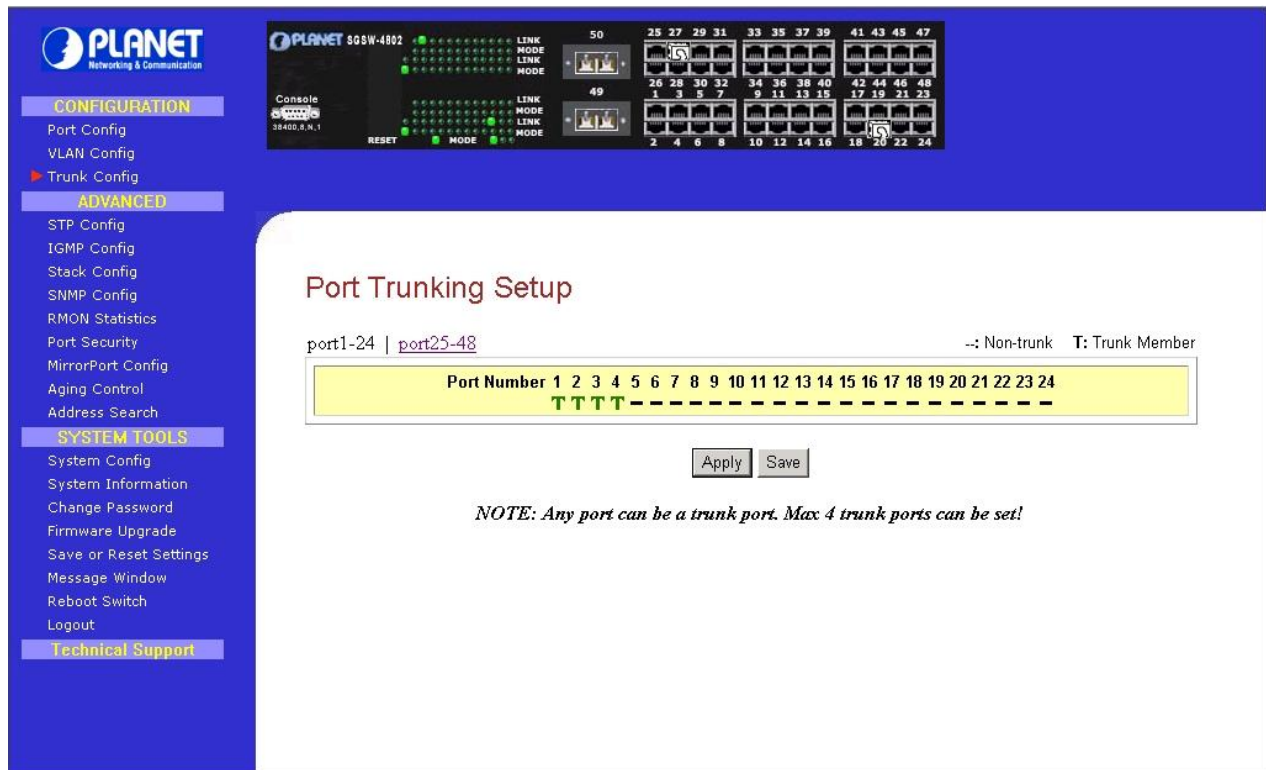 PLANET
Networking & Communication
CONFIGURATION
Port Config
VLAN Config
Trunk Config
ADVANCED
STP Config
IGMP Config
Stack Config
SNMP Config
RMON Statistics
Port Security
MirrorPort Config
Aging Control
Address Search
SYSTEM TOOLS
System Config
System Information
Change Password
Firmware Upgrade
Save or Reset Settings
Message Window
Reboot Switch
Logout
Technical Support
PLANET SGSW-4802
LINK
MODE
LINK
MODE
Console
38400,8,N,1
LINK
MODE
LINK
MODE
RESET MODE
50
49
25 27 29 31 33 35 37 39 41 43 45 47
26 28 30 32 34 36 38 40 42 44 46 48
1 3 5 7 9 11 13 15 17 19 21 23
2 4 6 8 10 12 14 16 18 20 22 24
Port Trunking Setup
port1-24 | port25-48
--: Non-trunk T: Trunk Member
Port Number 1 2 3 4 5 6 7 8 9 10 11 12 13 14 15 16 17 18 19 20 21 22 23 24
T T T T – – – – – – – – – – – – – – – – – – – –
Apply Save
NOTE: Any port can be a trunk port. Max 4 trunk ports can be set!